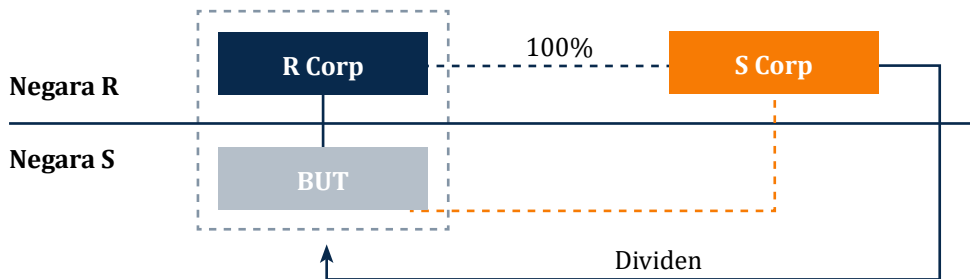 R Corp
100%
S Corp
Negara R
Negara S
BUT
Dividen